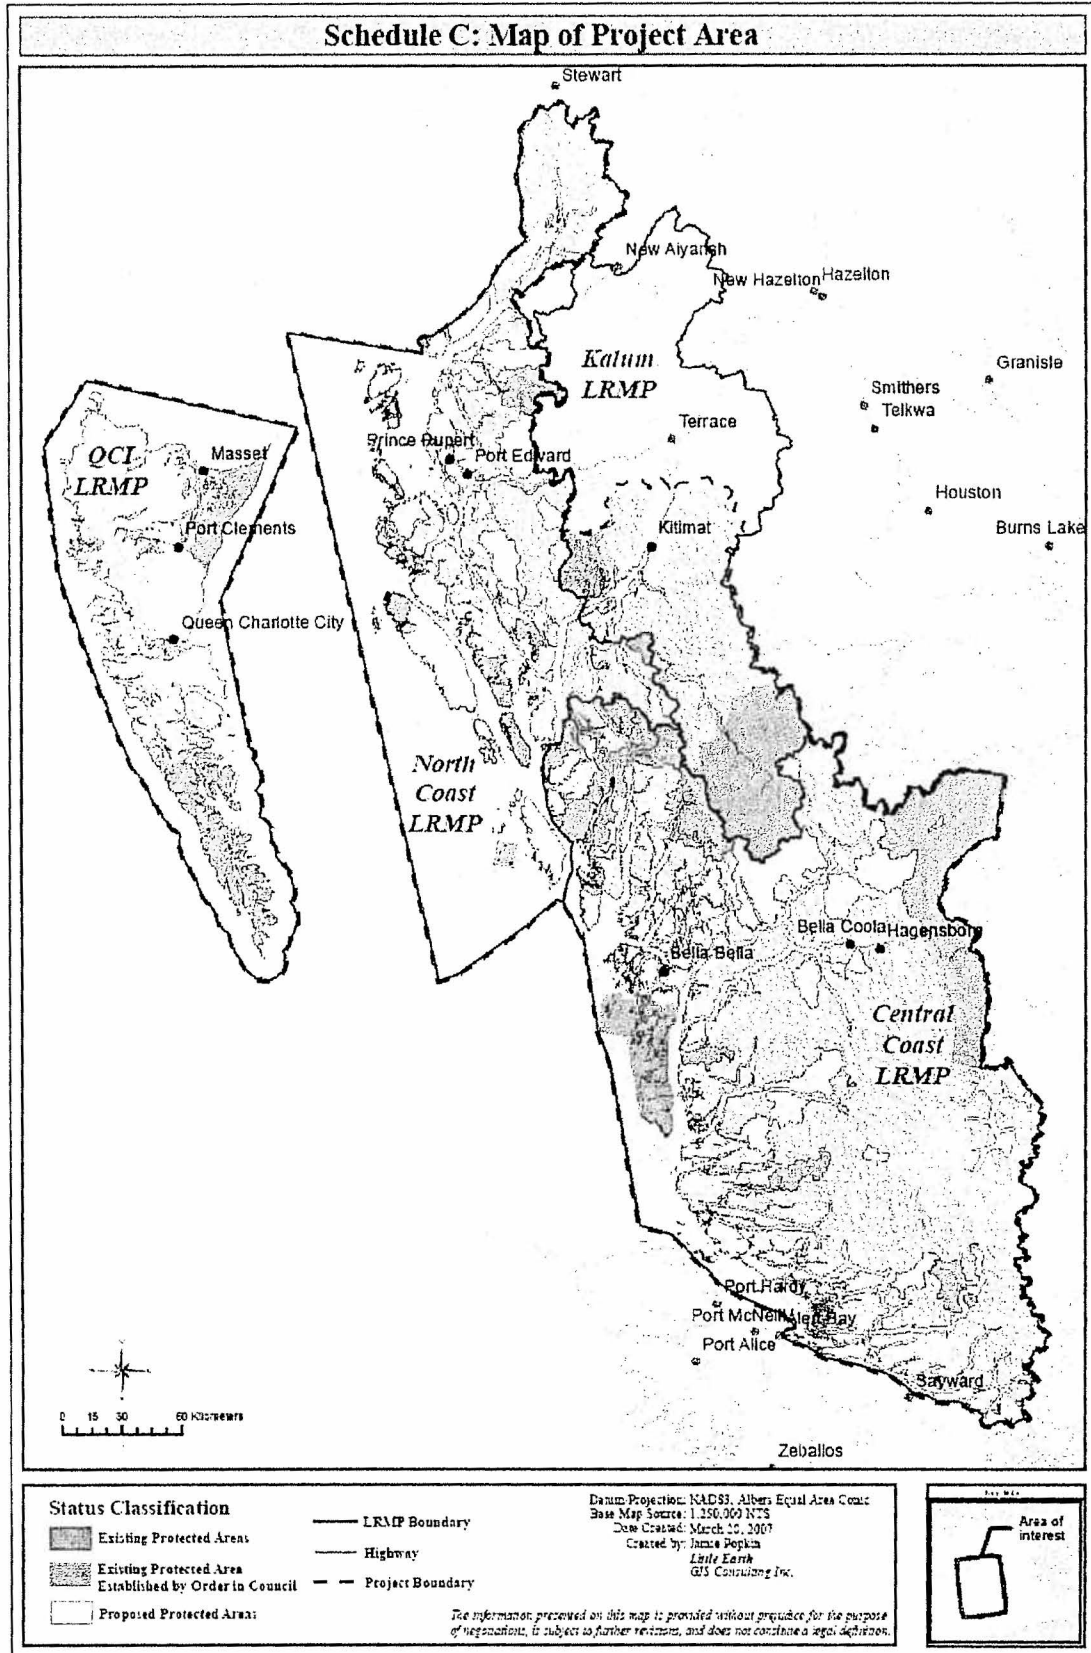 Schedule C: Map of Project Area
Stewart
New Aiyansh
New Hazelton
Hazelton
Kalum
LRMP
Granisle
Smithers
Telkwa
Terrace
Prince Rupert
Port Edward
QCI
LRMP
Masset
Houston
Port Clements
Kitimat
Burns Lake
Queen Charlotte City
North
Coast
LRMP
Bella Coola
Hagensborg
Bella Bella
Central
Coast
LRMP
Port Hardy
Port McNeill
Alert Bay
Port Alice
Sayward
Zeballos
0 15 30 60 Kilometers
Status Classification
Existing Protected Areas
Existing Protected Area
Established by Order in Council
Proposed Protected Areas
LRMP Boundary
Highway
Project Boundary
Datum/Projection: NAD83, Albers Equal Area Conic
Base Map Source: 1:250,000 NTS
Date Created: March 20, 2007
Created by: Jamie Popkin
Little Earth
GIS Consulting Inc.
The information presented on this map is provided without prejudice for the purpose
of negotiations, is subject to further revisions, and does not constitute a legal definition.
Key Map
Area of
interest